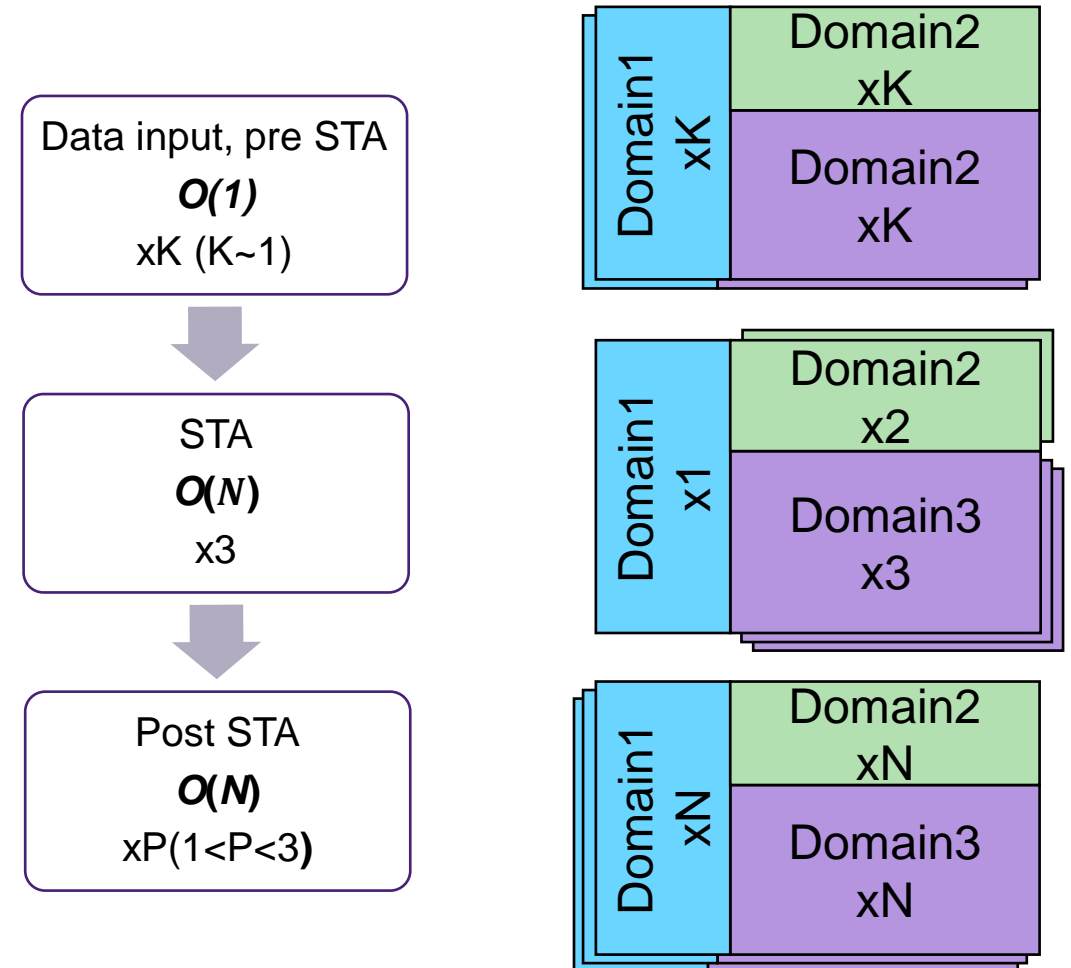 Data input, pre STA
O(1)
xK (K~1)
STA
O(N)
x3
Post STA
O(N)
xP(1<P<3)
Domain1
xK
Domain2
xK
Domain2
xK
Domain1
x1
Domain2
x2
Domain3
x3
Domain1
xN
Domain2
xN
Domain3
xN